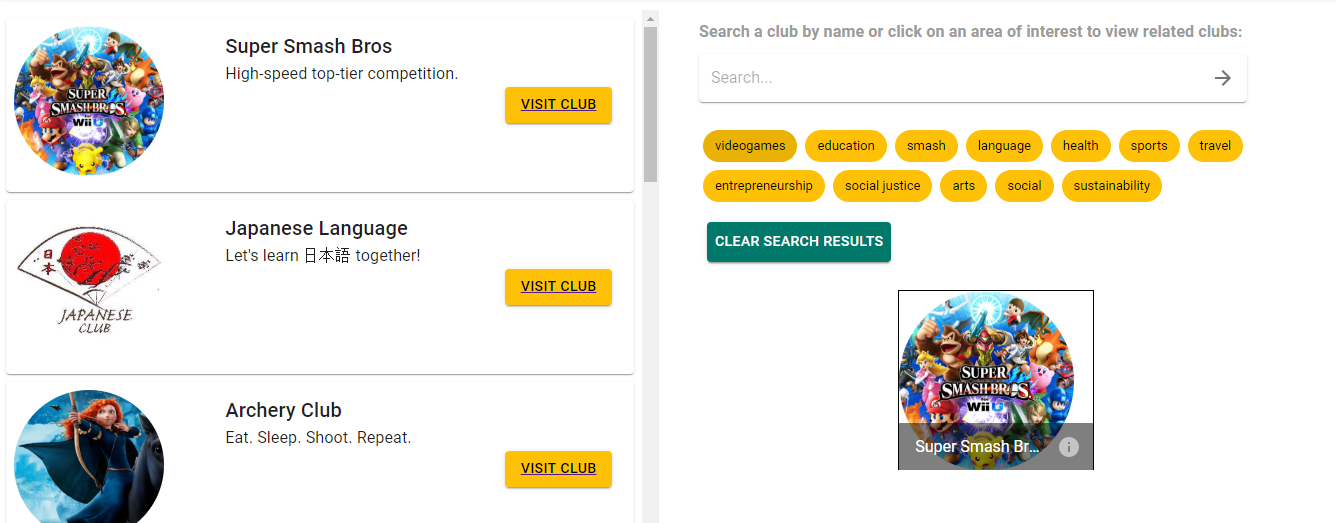 SUPER
SMASH BROS.
for
Wii U
Super Smash Bros
High-speed top-tier competition.
VISIT CLUB
日
本
JAPANESE
CLUB
Japanese Language
Let's learn 日本語 together!
VISIT CLUB
Archery Club
Eat. Sleep. Shoot. Repeat.
VISIT CLUB
Search a club by name or click on an area of interest to view related clubs:
Search...
videogames education smash language health sports travel
entrepreneurship social justice arts social sustainability
CLEAR SEARCH RESULTS
SUPER
SMASH BROS.
for
Wii U
Super Smash Br...